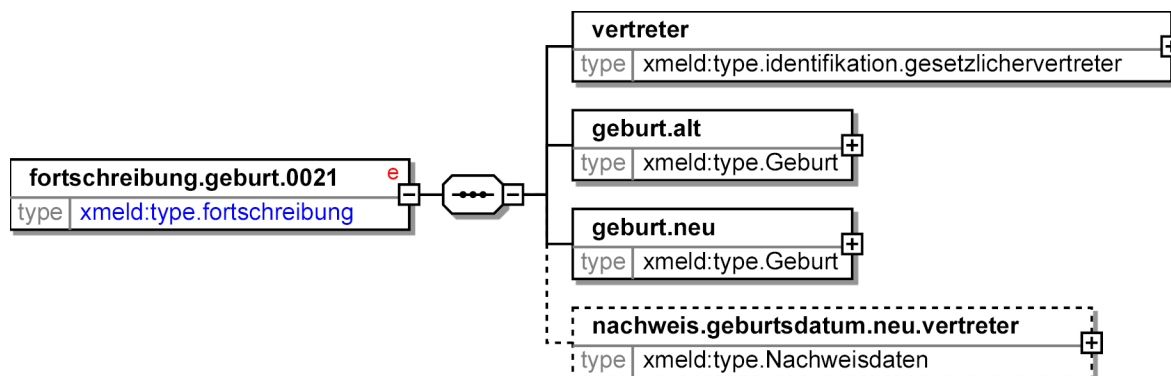 vertreter
type xmeld:type.identifikation.gesetzlichervertreter
geburt.alt
type xmeld:type.Geburt
fortschreibung.geburt.0021 e
type xmeld:type.fortschreibung
geburt.neu
type xmeld:type.Geburt
nachweis.geburtsdatum.neu.vertreter
type xmeld:type.Nachweisdaten